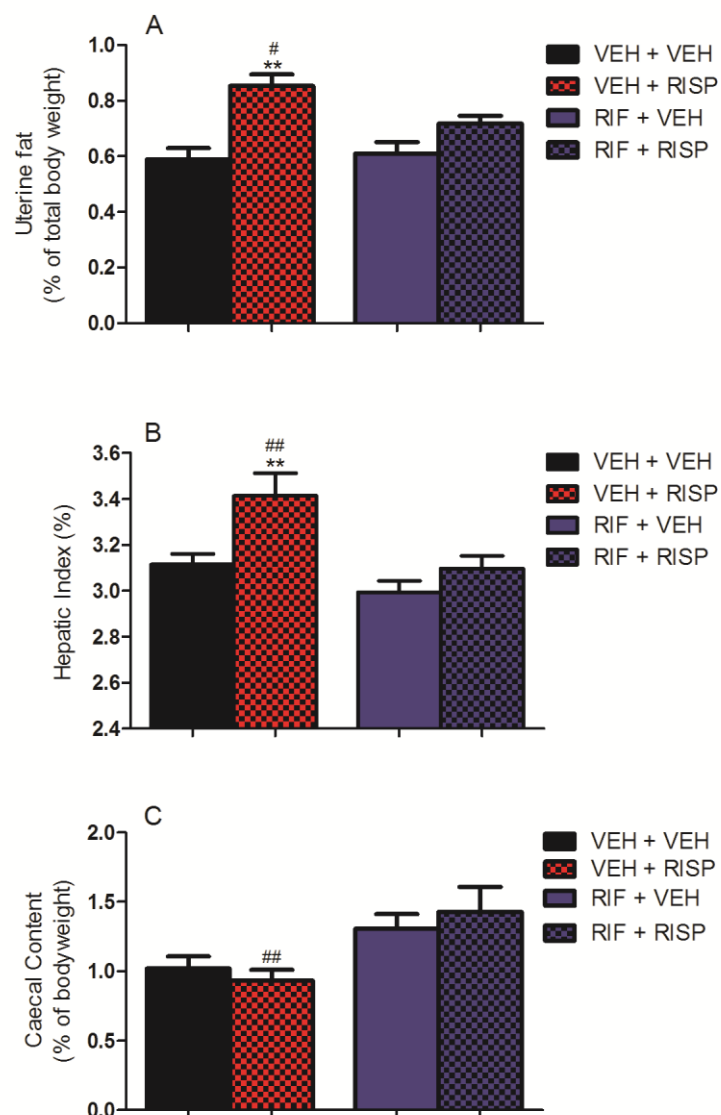 A
#
**
1.0
0.8
0.6
0.4
0.2
0.0
Uterine fat
(% of total body weight)
VEH + VEH
VEH + RISP
RIF + VEH
RIF + RISP
B
##
**
3.6
3.4
3.2
3.0
2.8
2.6
2.4
Hepatic Index (%)
VEH + VEH
VEH + RISP
RIF + VEH
RIF + RISP
C
##
2.0
1.5
1.0
0.5
0.0
Caecal Content
(% of bodyweight)
VEH + VEH
VEH + RISP
RIF + VEH
RIF + RISP